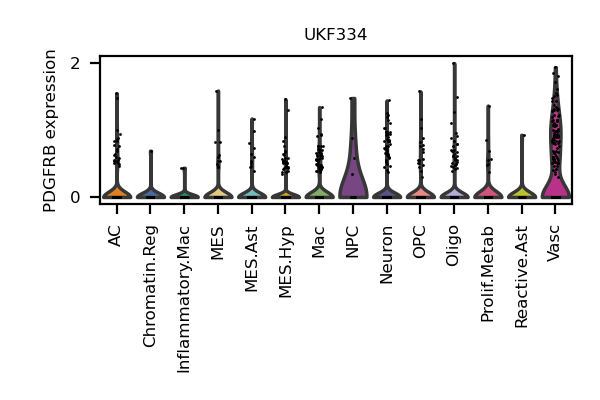 UKF334
PDGFRB expression
2
0
AC
Chromatin.Reg
Inflammatory.Mac
MES
MES.Ast
MES.Hyp
Mac
NPC
Neuron
OPC
Oligo
Prolif.Metab
Reactive.Ast
Vasc